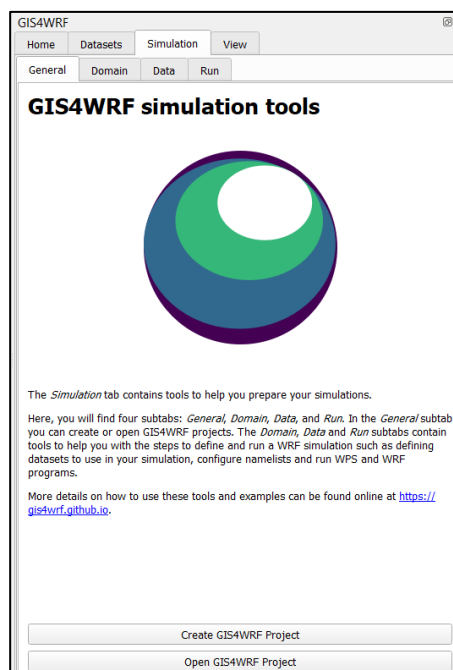 GIS4WRF
Home Datasets Simulation View
General Domain Data Run
GIS4WRF simulation tools
The Simulation tab contains tools to help you prepare your simulations.
Here, you will find four subtabs: General, Domain, Data, and Run. In the General subtab
you can create or open GIS4WRF projects. The Domain, Data and Run subtabs contain
tools to help you with the steps to define and run a WRF simulation such as defining
datasets to use in your simulation, configure namelists and run WPS and WRF
programs.
More details on how to use these tools and examples can be found online at https://
gis4wrf.github.io.
Create GIS4WRF Project
Open GIS4WRF Project